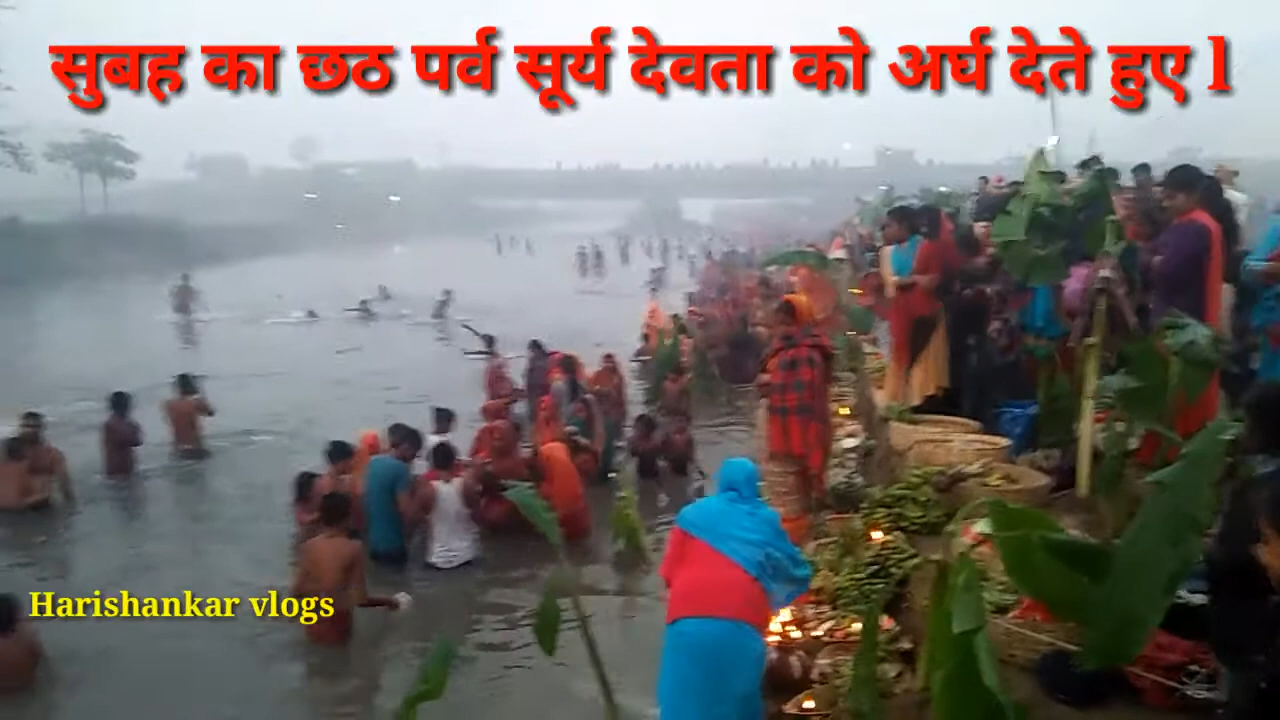 सुबह का छठ पर्व सूर्य देवता को अर्घ देते हुए l
Harishankar vlogs